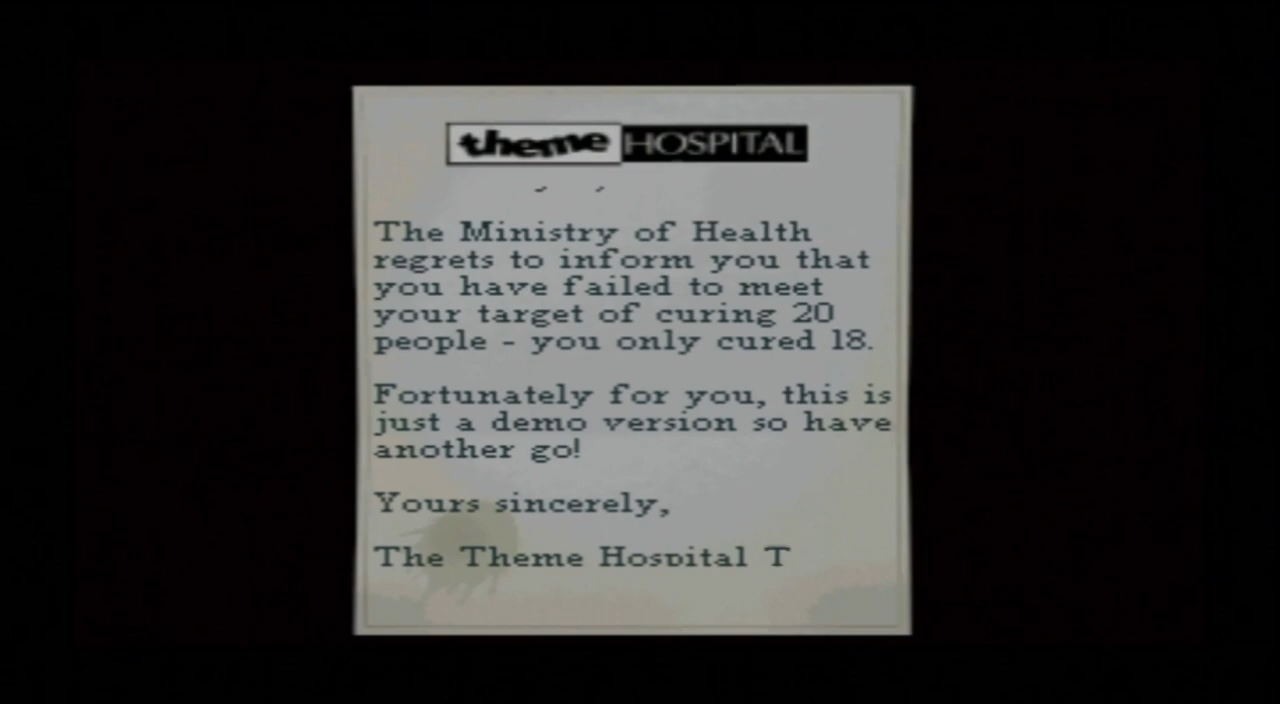 theme HOSPITAL
The Ministry of Health
regrets to inform you that
you have failed to meet
your target of curing 20
people - you only cured 18.
Fortunately for you, this is
just a demo version so have
another go!
Yours sincerely,
The Theme Hospital T